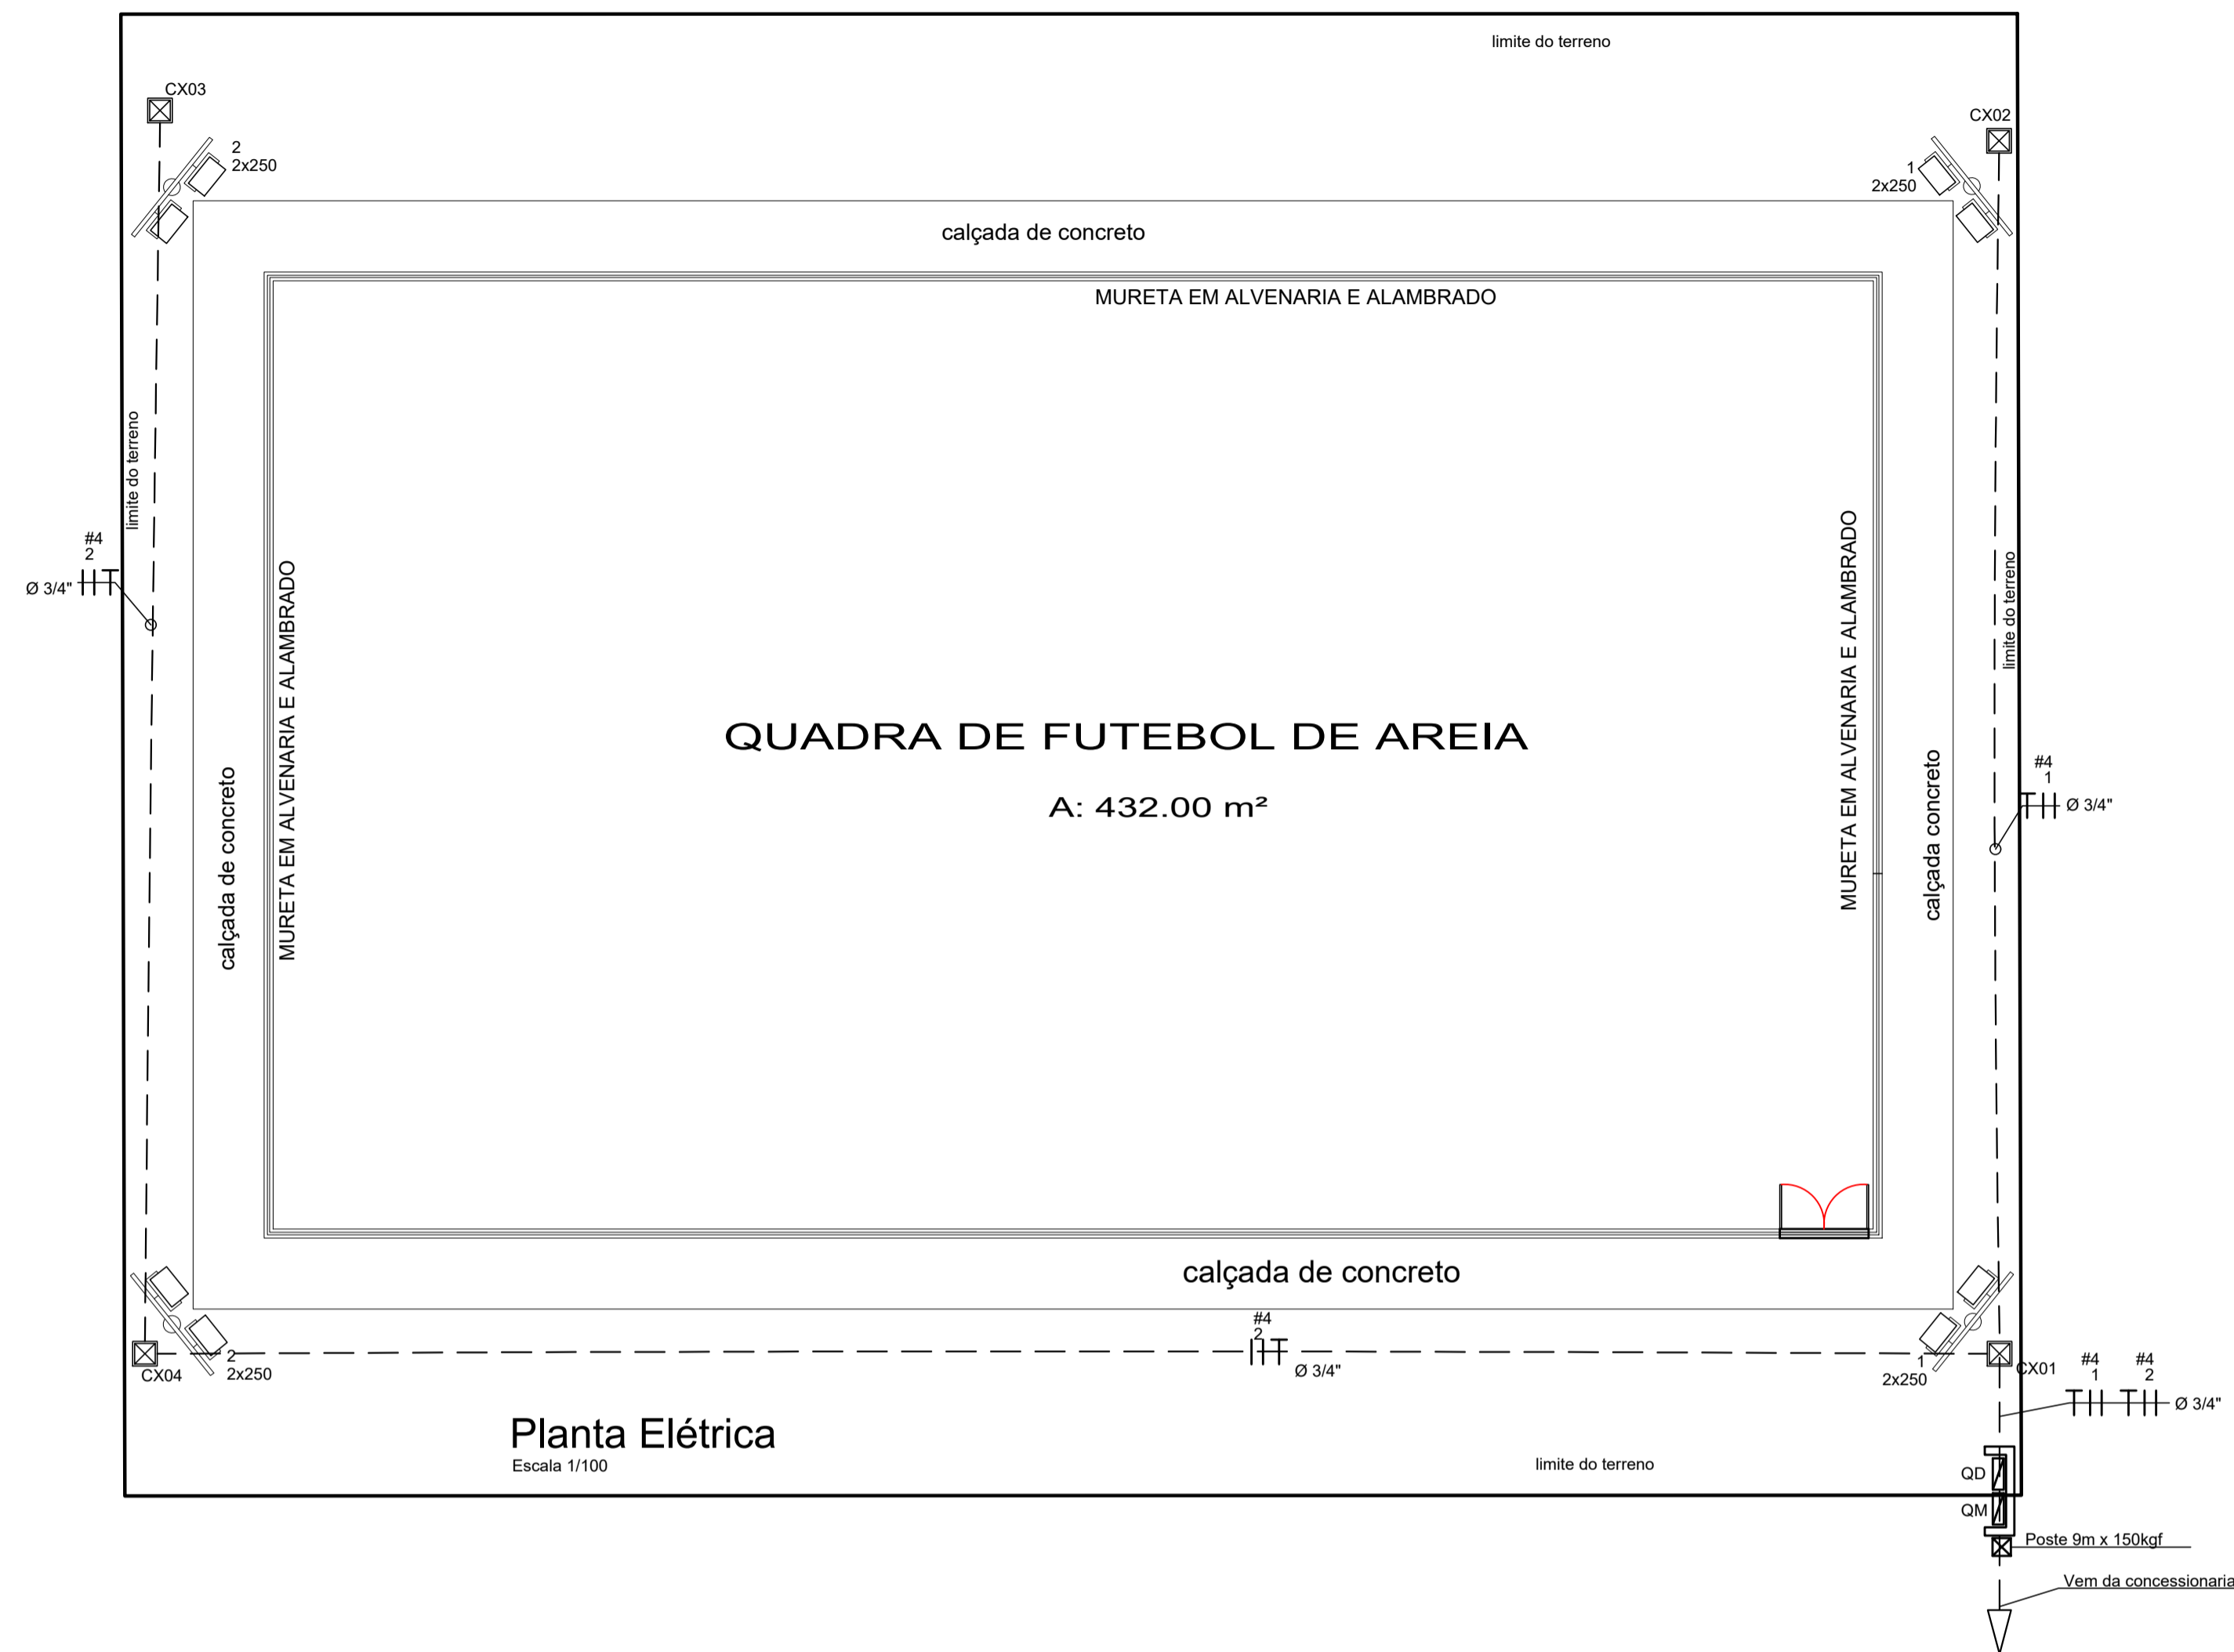 limite do terreno
CX03
CX02
2
2x250
1
2x250
calçada de concreto
MURETA EM ALVENARIA E ALAMBRADO
limite do terreno
#4
2
Ø 3/4"
MURETA EM ALVENARIA E ALAMBRADO
calçada de concreto
QUADRA DE FUTEBOL DE AREIA
A: 432.00 m²
MURETA EM ALVENARIA E ALAMBRADO
calçada concreto
limite do terreno
#4
1
Ø 3/4"
calçada de concreto
#4
2
Ø 3/4"
2
2x250
CX04
1
2x250
CX01
#4
1
#4
2
Ø 3/4"
Planta Elétrica
Escala 1/100
limite do terreno
QD
QM
Poste 9m x 150kgf
Vem da concessionaria